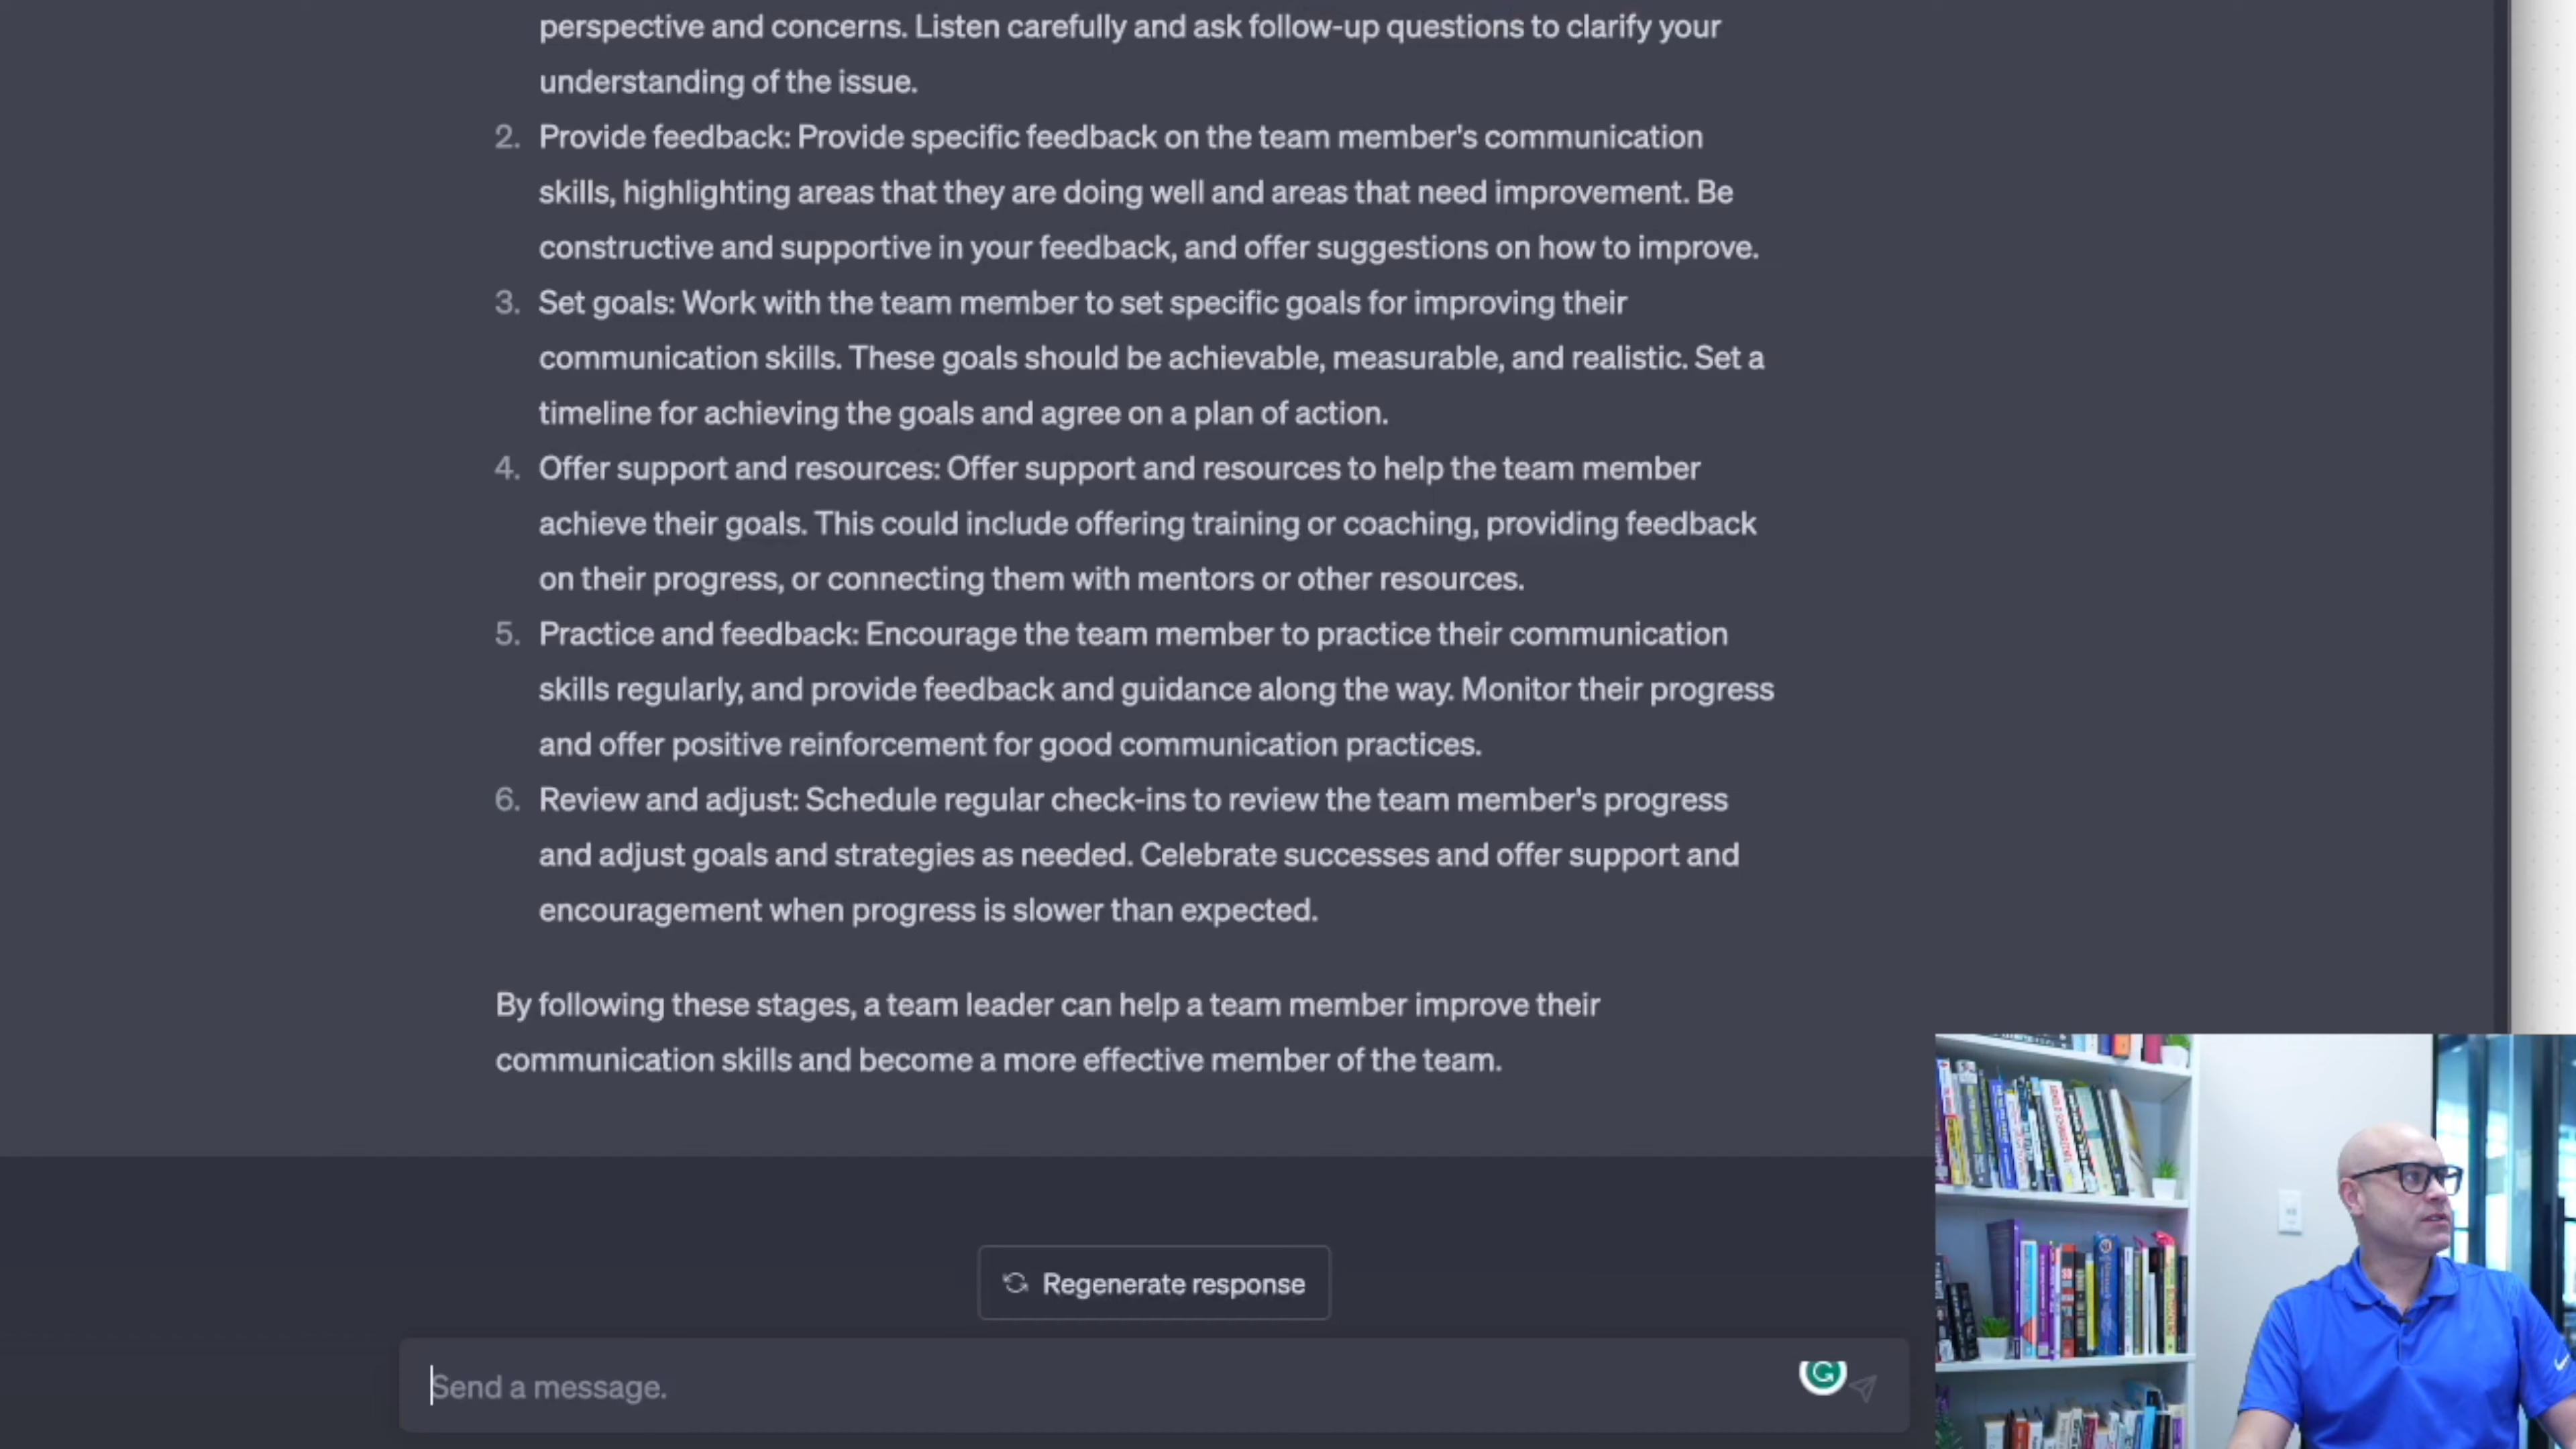 perspective and concerns. Listen carefully and ask follow-up questions to clarify your
understanding of the issue.
2. Provide feedback: Provide specific feedback on the team member's communication
skills, highlighting areas that they are doing well and areas that need improvement. Be
constructive and supportive in your feedback, and offer suggestions on how to improve.
3. Set goals: Work with the team member to set specific goals for improving their
communication skills. These goals should be achievable, measurable, and realistic. Set a
timeline for achieving the goals and agree on a plan of action.
4. Offer support and resources: Offer support and resources to help the team member
achieve their goals. This could include offering training or coaching, providing feedback
on their progress, or connecting them with mentors or other resources.
5. Practice and feedback: Encourage the team member to practice their communication
skills regularly, and provide feedback and guidance along the way. Monitor their progress
and offer positive reinforcement for good communication practices.
6. Review and adjust: Schedule regular check-ins to review the team member's progress
and adjust goals and strategies as needed. Celebrate successes and offer support and
encouragement when progress is slower than expected.
By following these stages, a team leader can help a team member improve their
communication skills and become a more effective member of the team.
Regenerate response
Send a message.